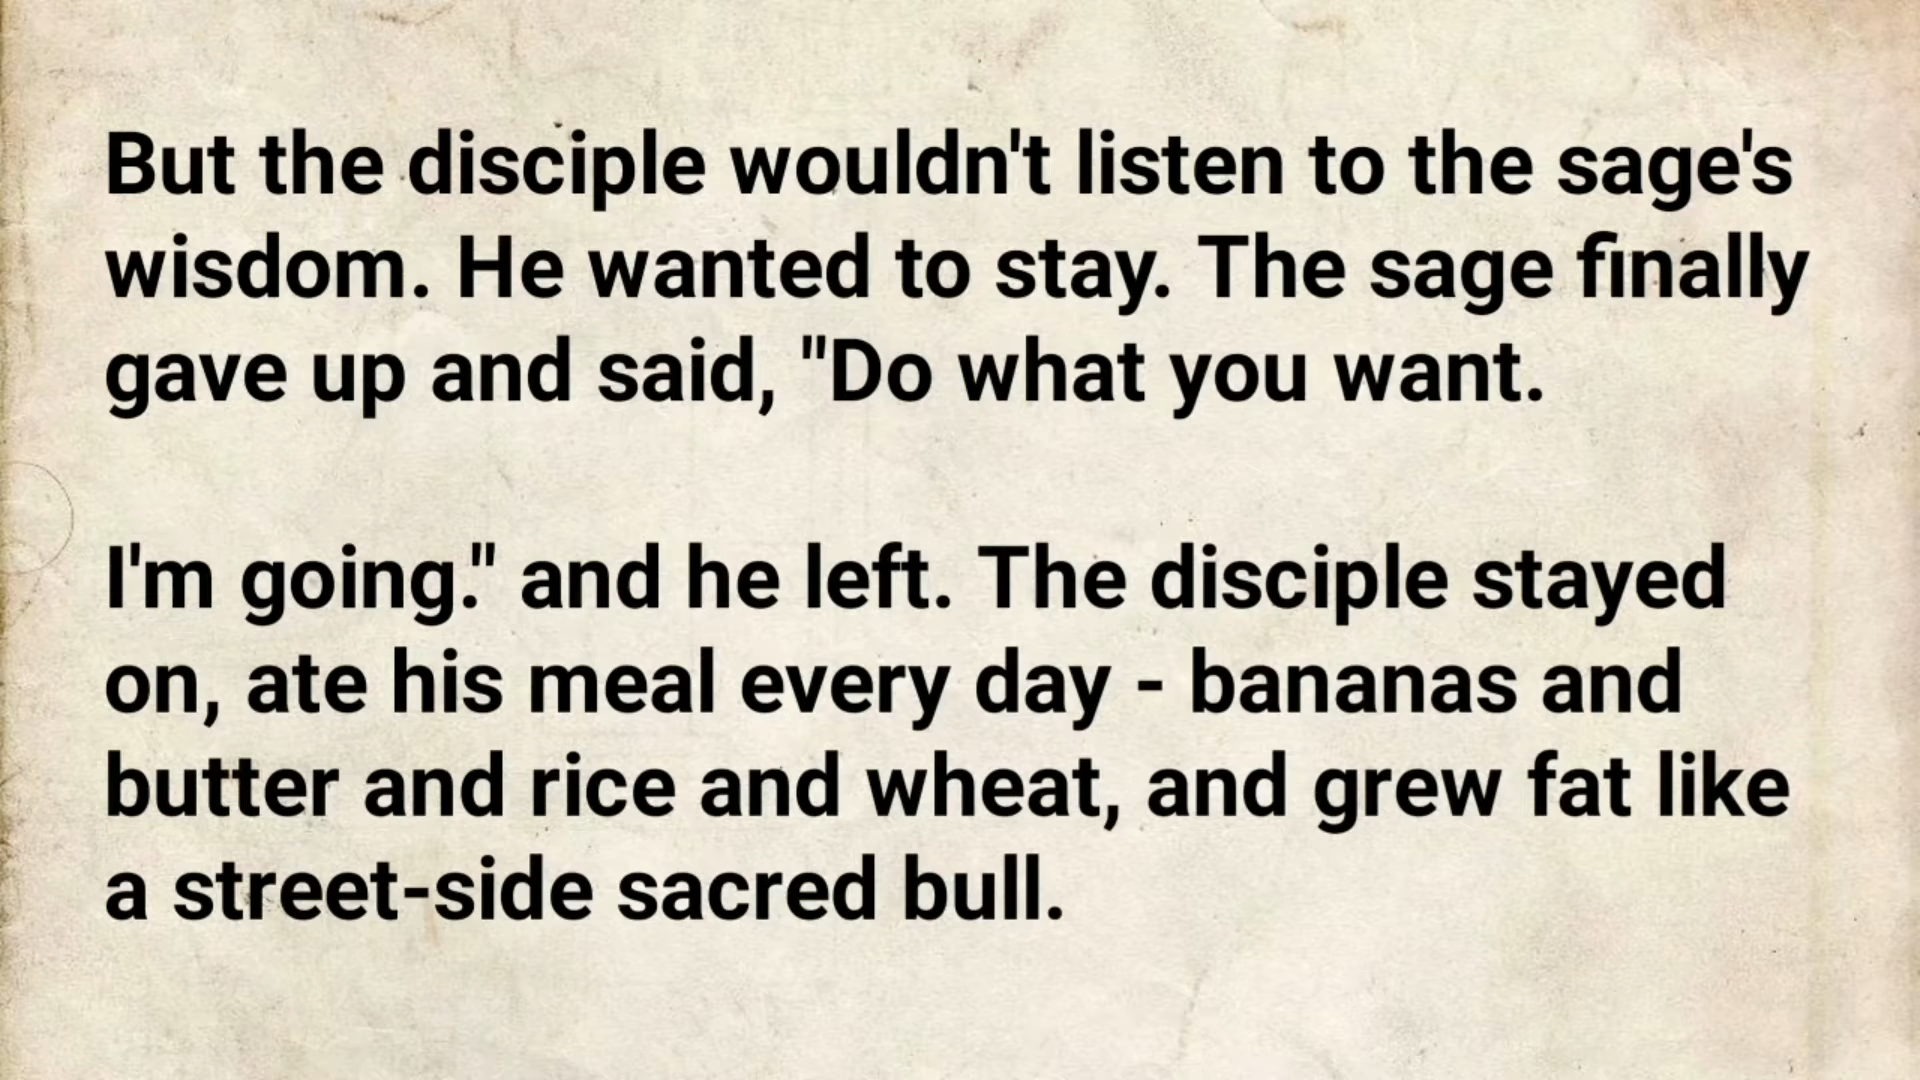 But the disciple wouldn't listen to the sage's
wisdom. He wanted to stay. The sage finally
gave up and said, "Do what you want.
I'm going." and he left. The disciple stayed
on, ate his meal every day - bananas and
butter and rice and wheat, and grew fat like
a street-side sacred bull.